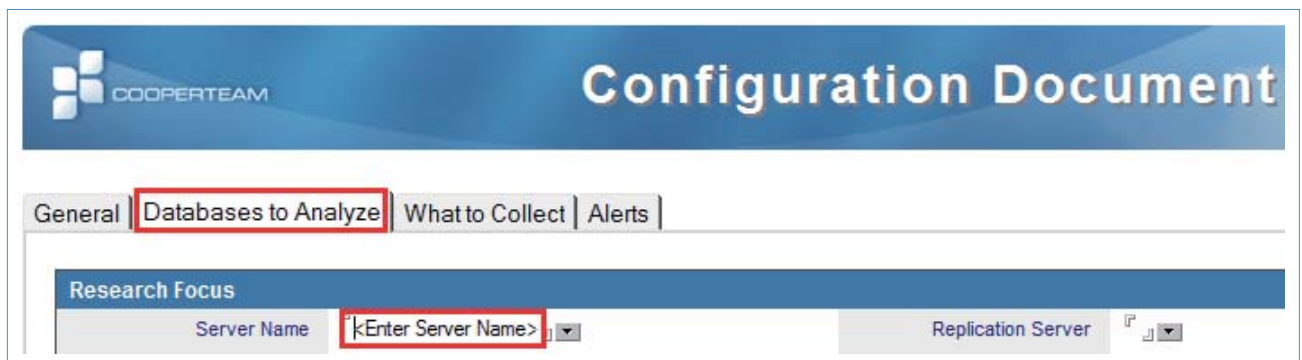 COOPERTEAM
Configuration Document
General Databases to Analyze What to Collect Alerts
Research Focus
Server Name <Enter Server Name> Replication Server